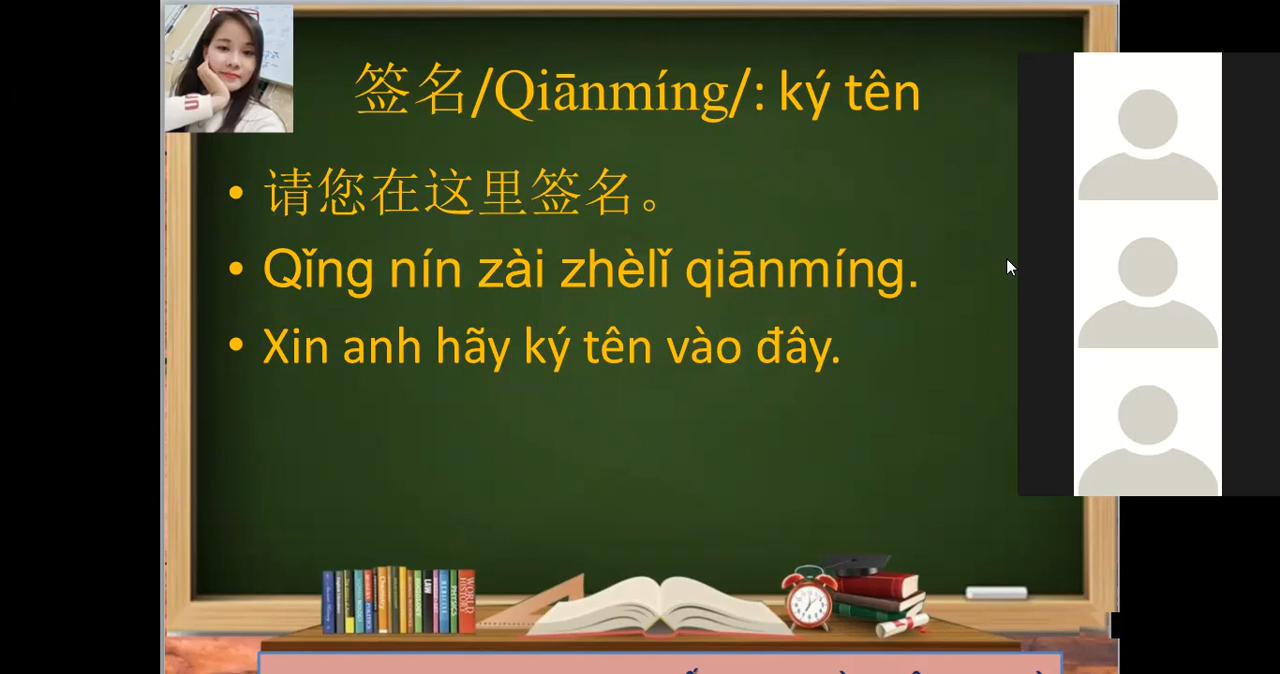 签名/Qiānmíng/: ký tên
• 请您在这里签名。
• Qǐng nín zài zhèlǐ qiānmíng.
• Xin anh hãy ký tên vào đây.